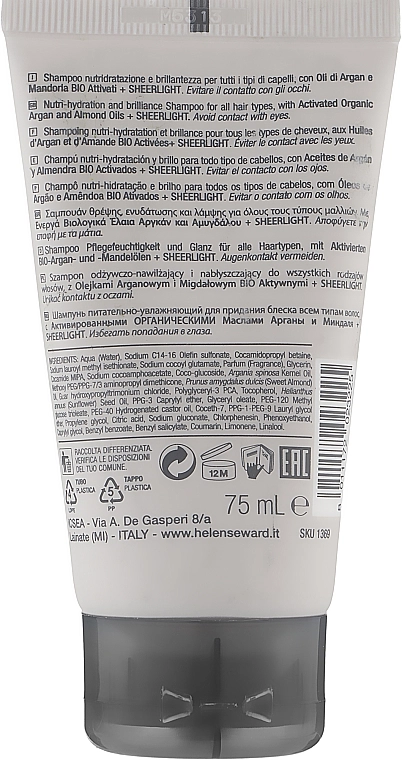 M6616
I Shampoo nutridratazione e brillantezza per tutti i tipi di capelli, con Oli di Argan e
Mandorla BIO Attivati + SHEERLIGHT. Evitare il contatto con gli occhi.
GB Nutri-hydration and brilliance Shampoo for all hair types, with Activated Organic
Argan and Almond Oils + SHEERLIGHT. Avoid contact with eyes.
F Shampoing nutri-hydratation et brillance pour tous les types de cheveux, aux Huiles
d'Argan et d'Amande BIO Activées+ SHEERLIGHT. Éviter le contact avec les yeux.
E Champú nutri-hydratación y brillo para todo tipo de cabellos, con Aceites de Argán
y Almendra BIO Activados + SHEERLIGHT. Evitar el contacto con los ojos.
P Champô nutri-hidratação e brilho para todos os tipos de cabelos, com Óleos de
Argão e Amêndoa BIO Ativados + SHEERLIGHT. Evitar o contato com os olhos.
Σαμπουάν θρέψης, ενυδάτωσης και λάμψης για όλους τους τύπους μαλλιών. Με
Ενεργά Βιολογικά Έλαια Αργκάν και Αμυγδάλου + SHEERLIGHT. Αποφύγετε την
επαφή με τα μάτια.
Shampoo Pflegefeuchtigkeit und Glanz für alle Haartypen, mit Aktivierten
BIO-Argan- und -Mandelölen + SHEERLIGHT. Augenkontakt vermeiden.
Szampon odżywczo-nawilżający i nabłyszczający do wszystkich rodzajów
włosów, z Olejkami Arganowym i Migdałowym BIO Aktywnymi + SHEERLIGHT.
Unikać kontaktu z oczami.
Шампунь питательно-увлажняющий для придания блеска всем типам волос,
с Активированными ОРГАНИЧЕСКИМИ Маслами Арганы и Миндаля +
SHEERLIGHT. Избегать попадания в глаза.
INGREDIENTS: Aqua (Water), Sodium C14-16 Olefin sulfonate, Cocamidopropyl betaine,
Sodium lauroyl methyl isethionate, Sodium cocoyl glutamate, Parfum (Fragrance), Glycerin,
Cocamide MIPA, Sodium cocoamphoacetate, Coco-glucoside, Argania spinosa Kernel Oil,
Methoxy PEG/PPG-7/3 aminopropyl dimethicone, Prunus amygdalus dulcis (Sweet Almond)
Oil, Ecar hydroxypropyltrimonium chloride, Polyglyceryl-3 PCA, Tocopherol, Helianthus
annuus (Sunflower) Seed Oil, PPG-3 Caprylyl ether, Glyceryl oleate, PEG-120 Methyl
glucose dioleate, PEG-40 Hydrogenated castor oil, Coceth-7, PPG-1-PEG-9 Lauryl glycol
ether, Propylene glycol, Citric acid, Sodium gluconate, Chlorphenesin, Phenoxyethanol,
Caprylyl glycol, Benzyl benzoate, Benzyl salicylate, Coumarin, Limonene, Linalool.
RACCOLTA DIFFERENZIATA.
VERIFICA LE DISPOSIZIONI
DEL TUO COMUNE.
TUBO
PLASTICA
4
LDPE
TAPPO
PLASTICA
5
PP
12M
EAC
75 mL e
CSEA - Via A. De Gasperi 8/a
Lainate (MI) - ITALY - www.helenseward.it
SKU 1369